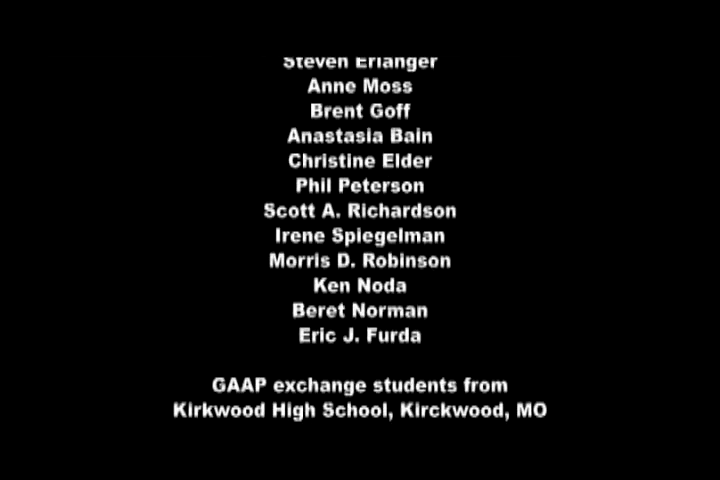 Steven Erlanger
Anne Moss
Brent Goff
Anastasia Bain
Christine Elder
Phil Peterson
Scott A. Richardson
Irene Spiegelman
Morris D. Robinson
Ken Noda
Beret Norman
Eric J. Furda
GAAP exchange students from
Kirkwood High School, Kirckwood, MO